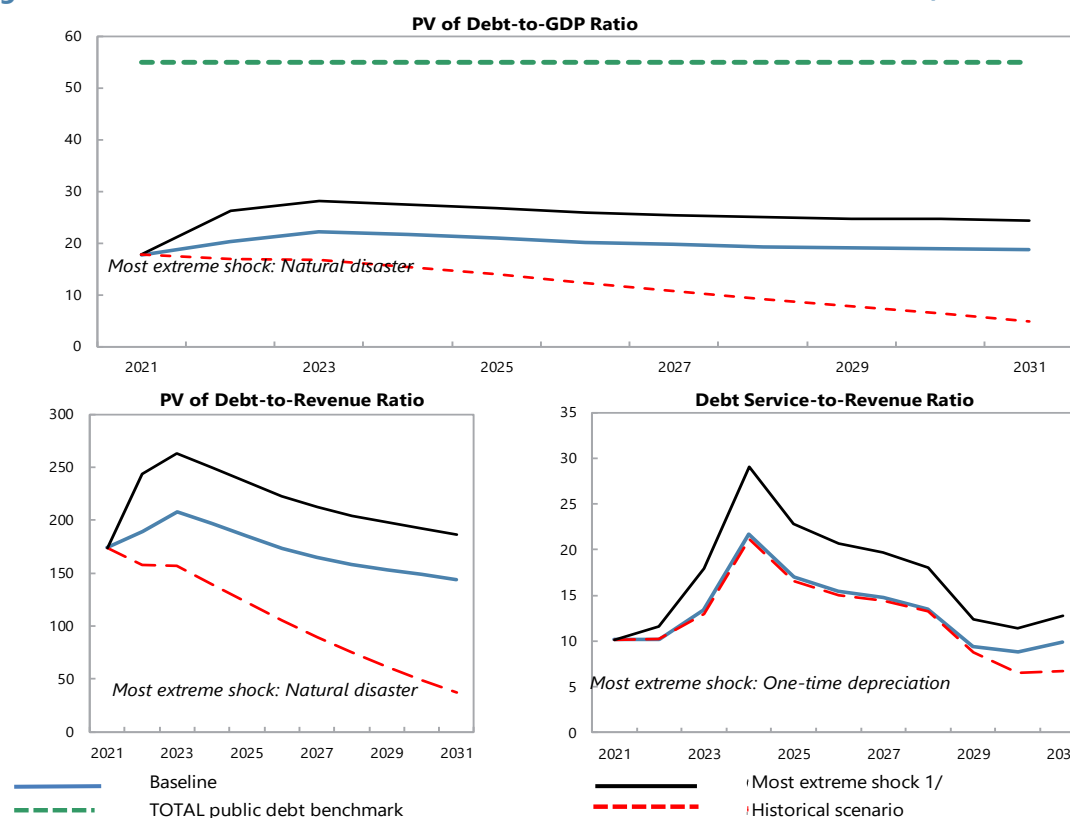 PV of Debt-to-GDP Ratio
60
50
40
30
20
10
0
Most extreme shock: Natural disaster
2021 2023 2025 2027 2029 2031
PV of Debt-to-Revenue Ratio
300
250
200
150
100
50
0
Most extreme shock: Natural disaster
2021 2023 2025 2027 2029 2031
Debt Service-to-Revenue Ratio
35
30
25
20
15
10
5
0
Most extreme shock: One-time depreciation
2021 2023 2025 2027 2029
Baseline
Most extreme shock 1/
TOTAL public debt benchmark
Historical scenario